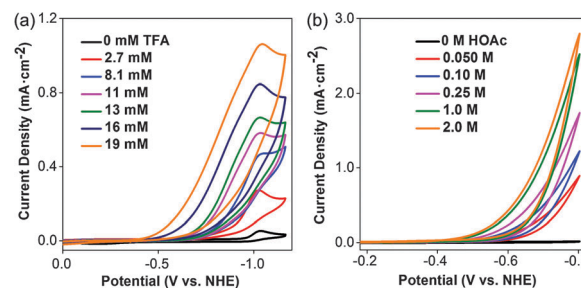 (a)
1.2
0.8
0.4
0.0
Current Density (mA·cm-2)
0 mM TFA
2.7 mM
8.1 mM
11 mM
13 mM
16 mM
19 mM
0.0
-0.5
-1.0
Potential (V vs. NHE)
(b)
3.0
2.0
1.0
0.0
Current Density (mA·cm-2)
0 M HOAc
0.050 M
0.10 M
0.25 M
1.0 M
2.0 M
-0.2
-0.4
-0.6
Potential (V vs. NHE)